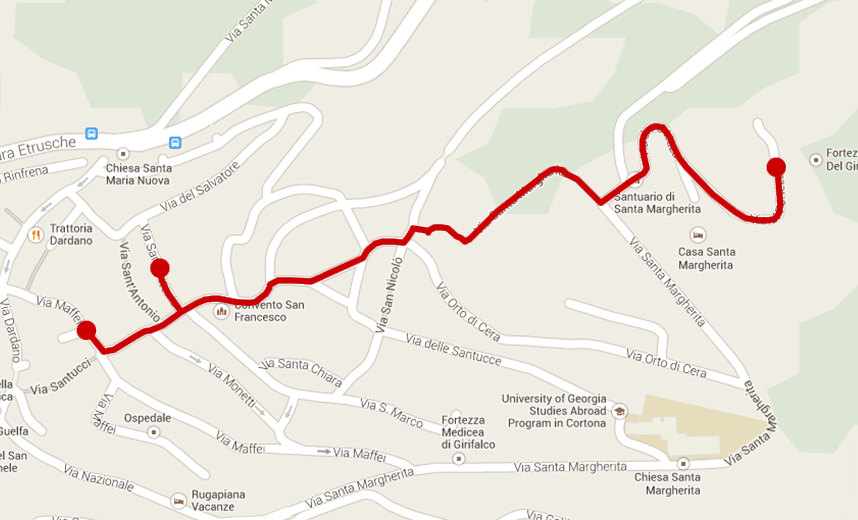 Via Santa M
ura Etrusche
Rinfrena
Chiesa Santa
Maria Nuova
Via del Salvatore
Fortez
Del Gir
Santuario di
Santa Margherita
Via Santa Margherita
Casa Santa
Margherita
Trattoria
Dardano
Via Sant'Antonio
Convento San
Francesco
Via San Nicolò
Via Santa Margherita
Via Orto di Cera
Via Maffei
Via Dardano
Via Santucci
Via delle Santucce
Via Orto di Cera
Via Santa Chiara
Via Monetti
Via S. Marco
University of Georgia
Studies Abroad
Program in Cortona
Via Maffei
Ospedale
Fortezza
Medicea
di Girifalco
Via Maffei
Via Maffei
Via Santa Margherita
Via Santa Margherita
Via Santa Margherita
Chiesa Santa
Margherita
Guelfa
el San
nele
Via Nazionale
Rugapiana
Vacanze